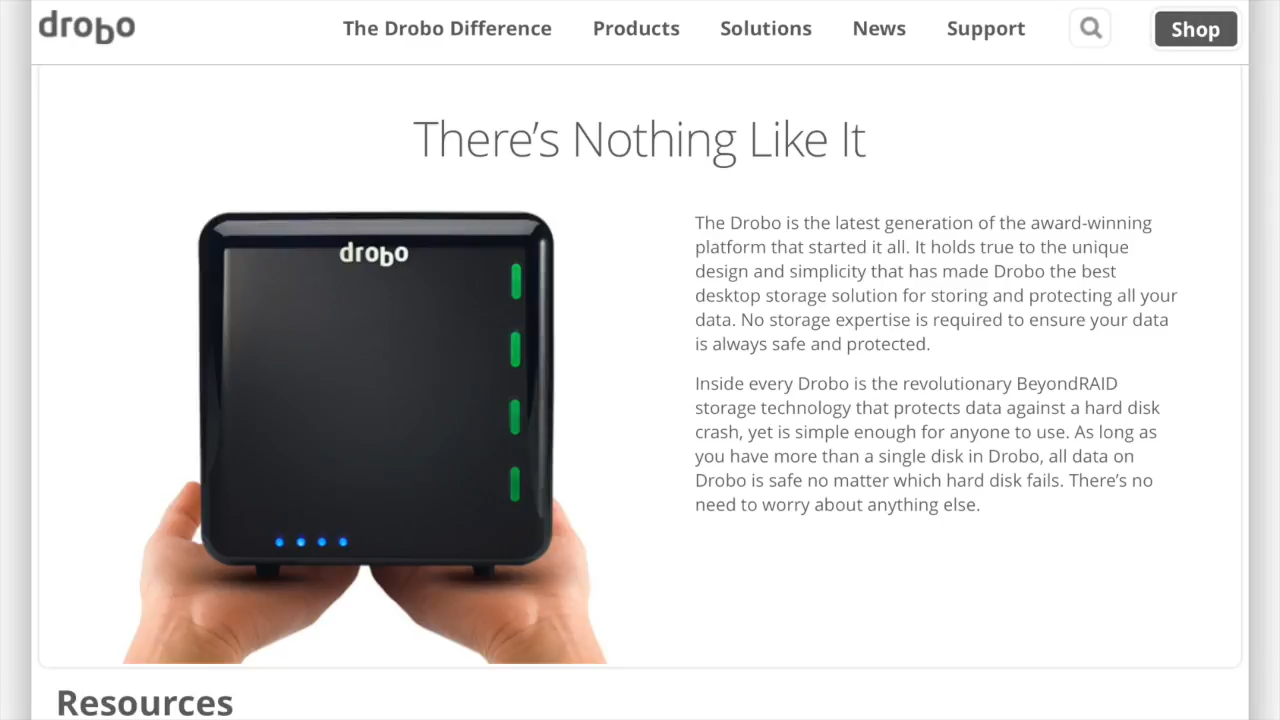 drobo
The Drobo Difference
Products
Solutions
News
Support
Shop
There's Nothing Like It
drobo
The Drobo is the latest generation of the award-winning
platform that started it all. It holds true to the unique
design and simplicity that has made Drobo the best
desktop storage solution for storing and protecting all your
data. No storage expertise is required to ensure your data
is always safe and protected.
Inside every Drobo is the revolutionary BeyondRAID
storage technology that protects data against a hard disk
crash, yet is simple enough for anyone to use. As long as
you have more than a single disk in Drobo, all data on
Drobo is safe no matter which hard disk fails. There's no
need to worry about anything else.
Resources